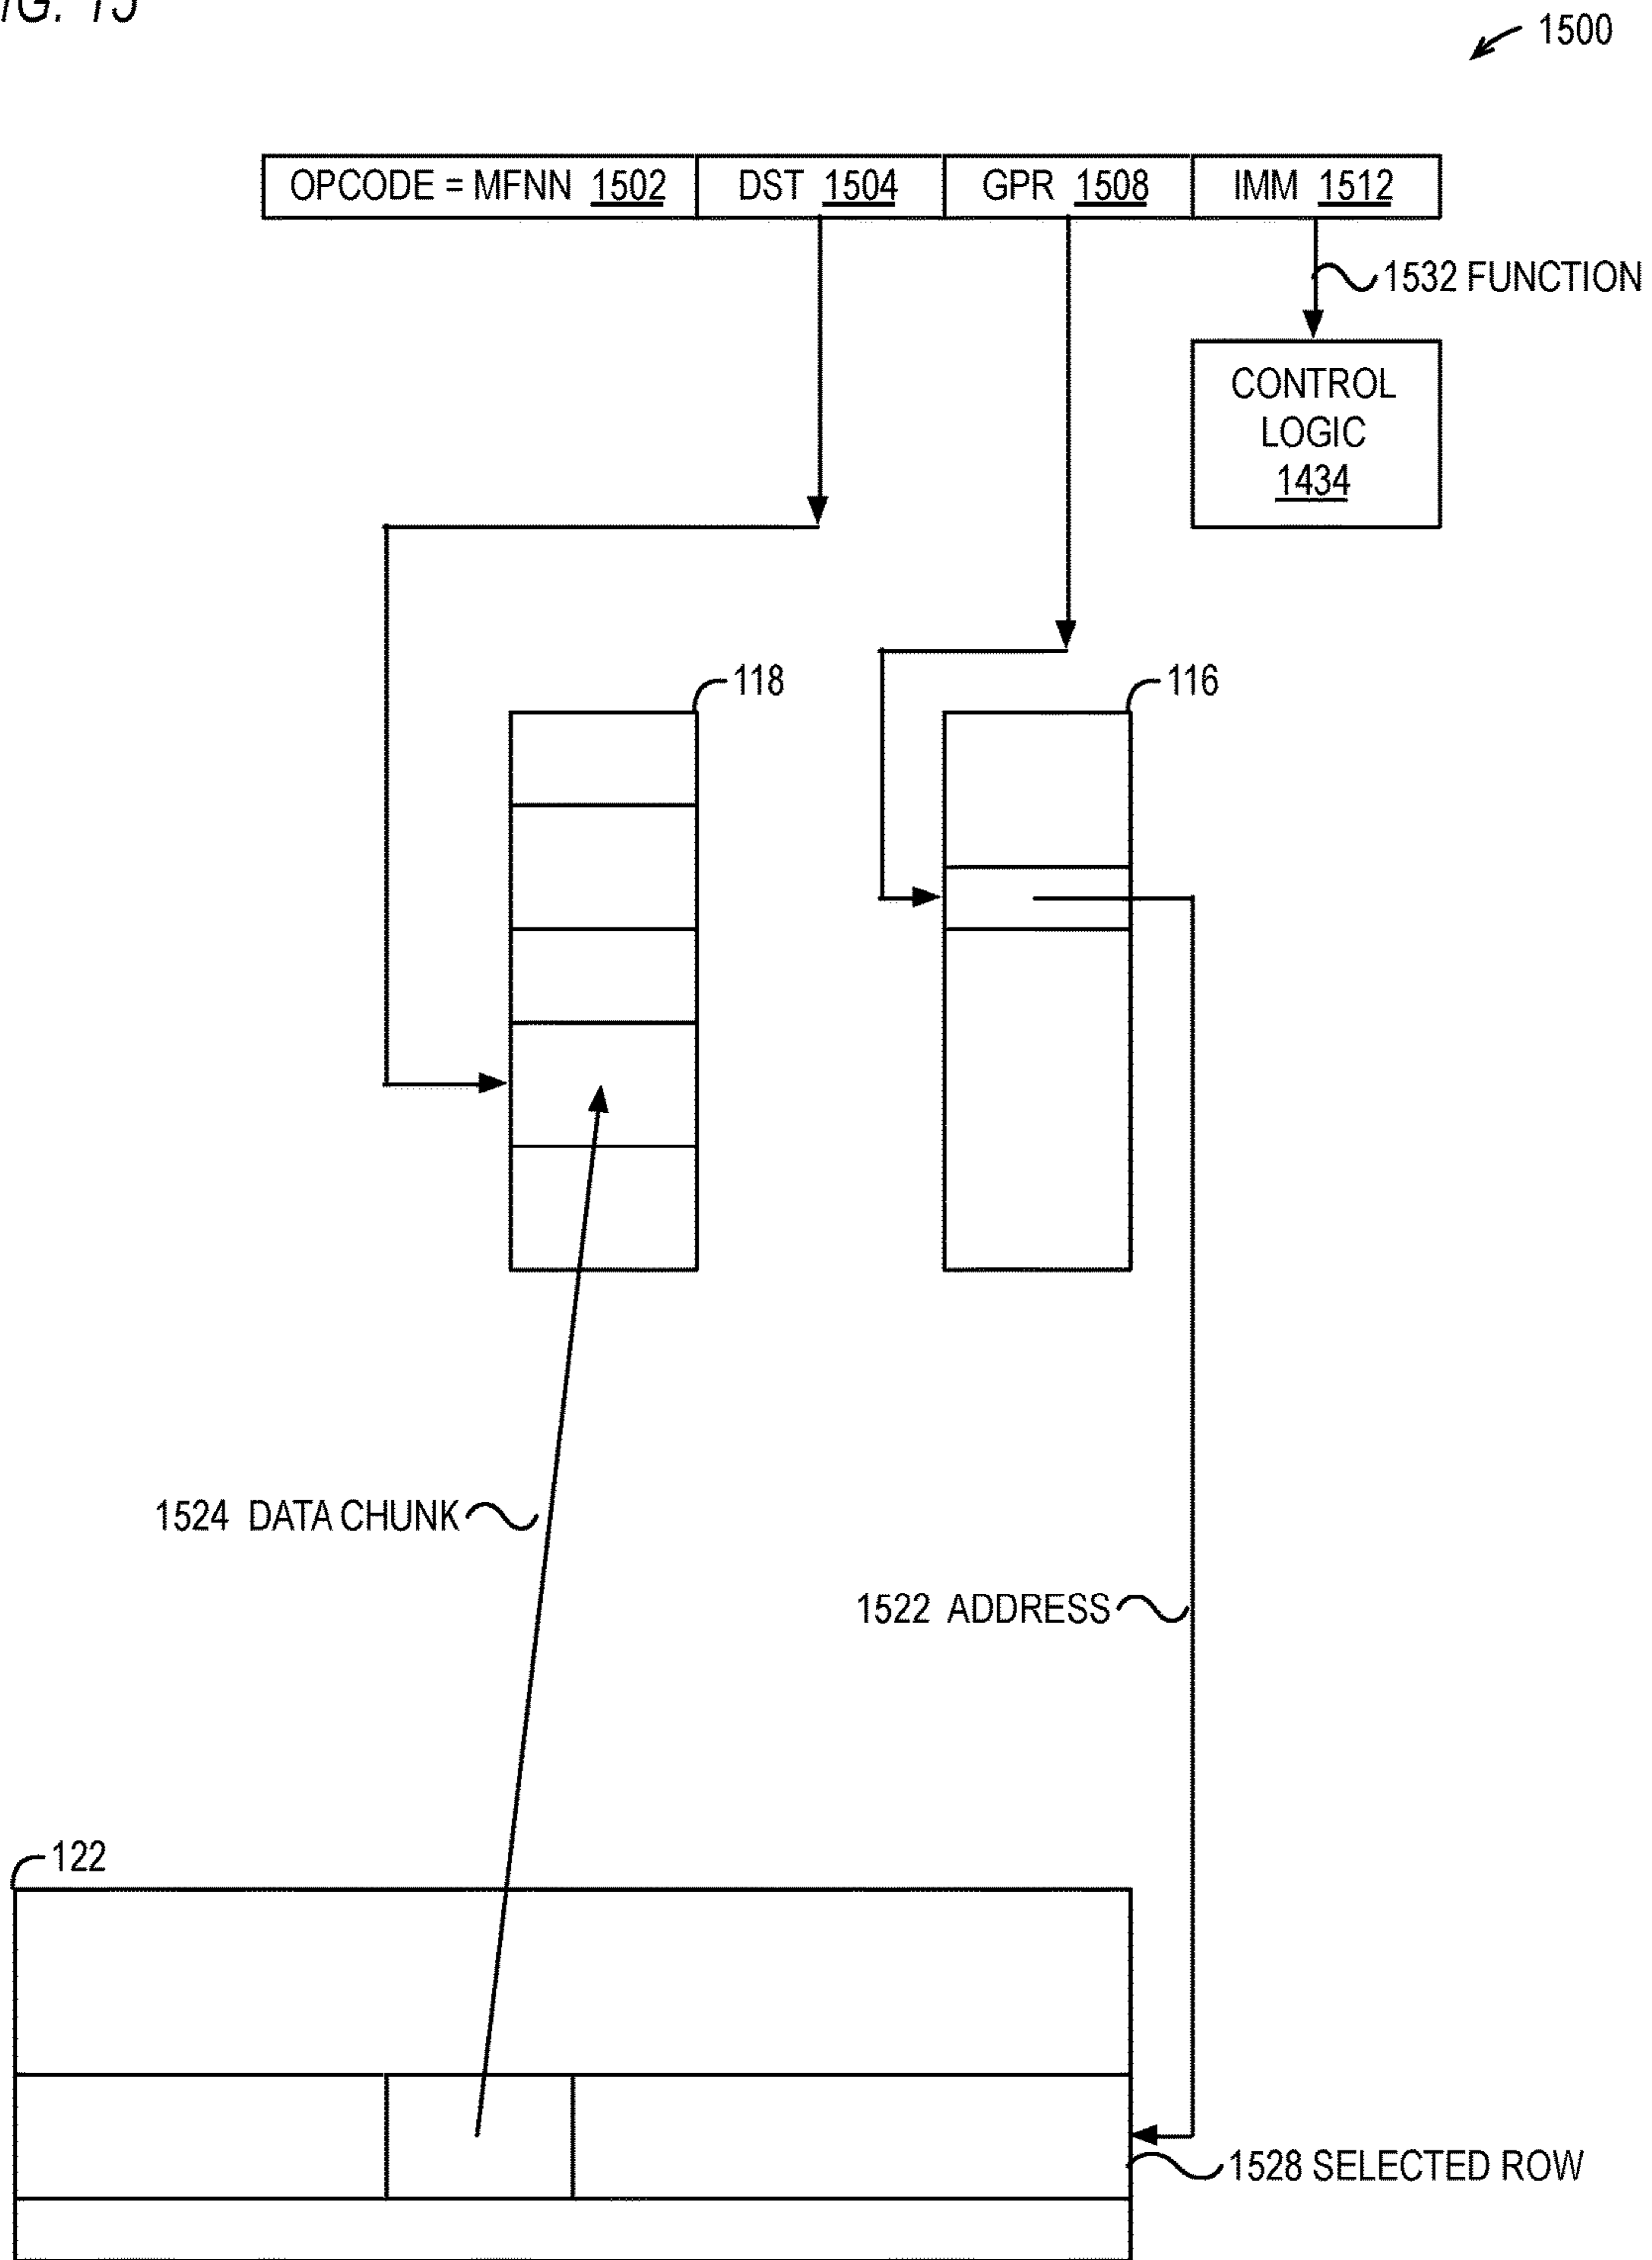 IG. 15
1500
OPCODE = MFNN 1502 DST 1504 GPR 1508 IMM 1512
1532 FUNCTION
CONTROL
LOGIC
1434
118
116
1524 DATA CHUNK
1522 ADDRESS
122
1528 SELECTED ROW